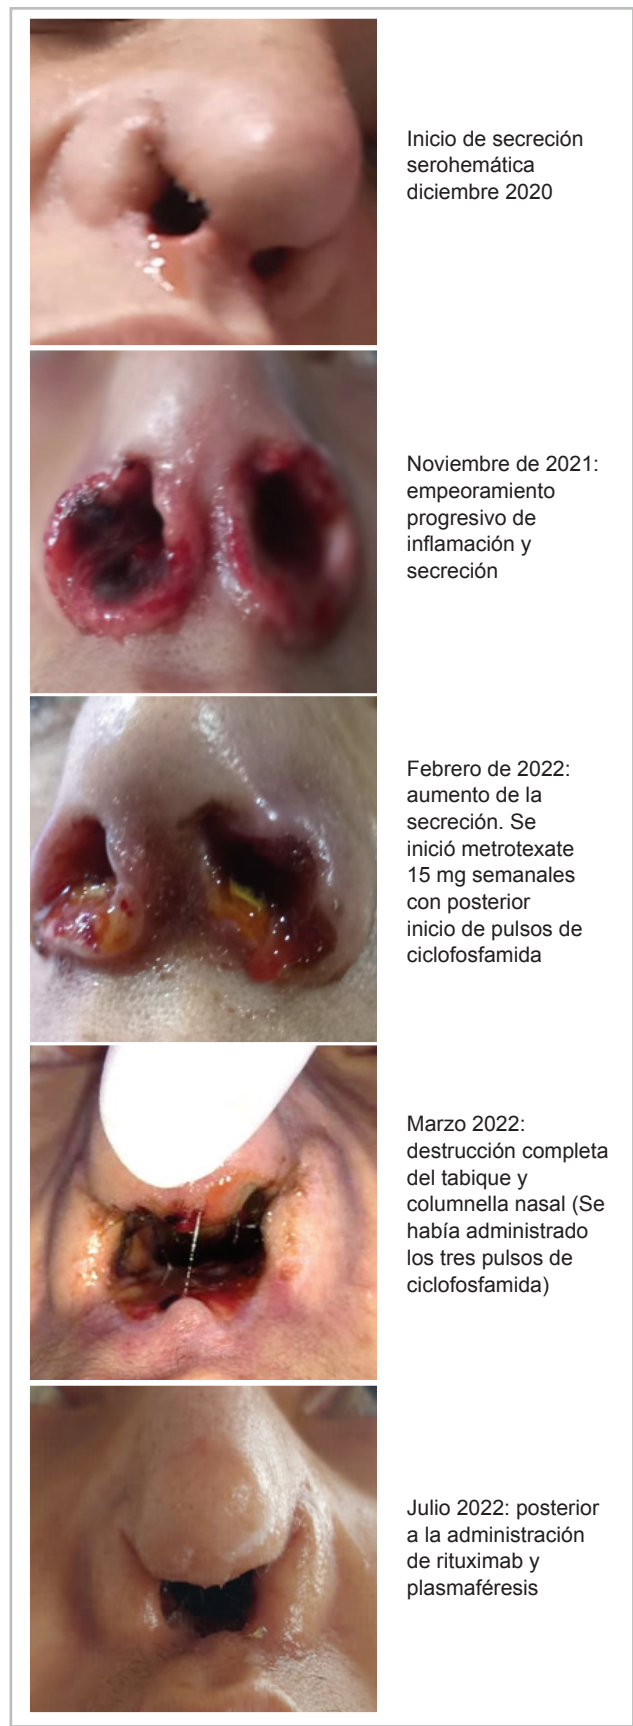 Inicio de secreción
serohemática
diciembre 2020
Noviembre de 2021:
empeoramiento
progresivo de
inflamación y
secreción
Febrero de 2022:
aumento de la
secreción. Se
inició metrotexate
15 mg semanales
con posterior
inicio de pulsos de
ciclofosfamida
Marzo 2022:
destrucción completa
del tabique y
columnella nasal (Se
había administrado
los tres pulsos de
ciclofosfamida)
Julio 2022: posterior
a la administración
de rituximab y
plasmaféresis